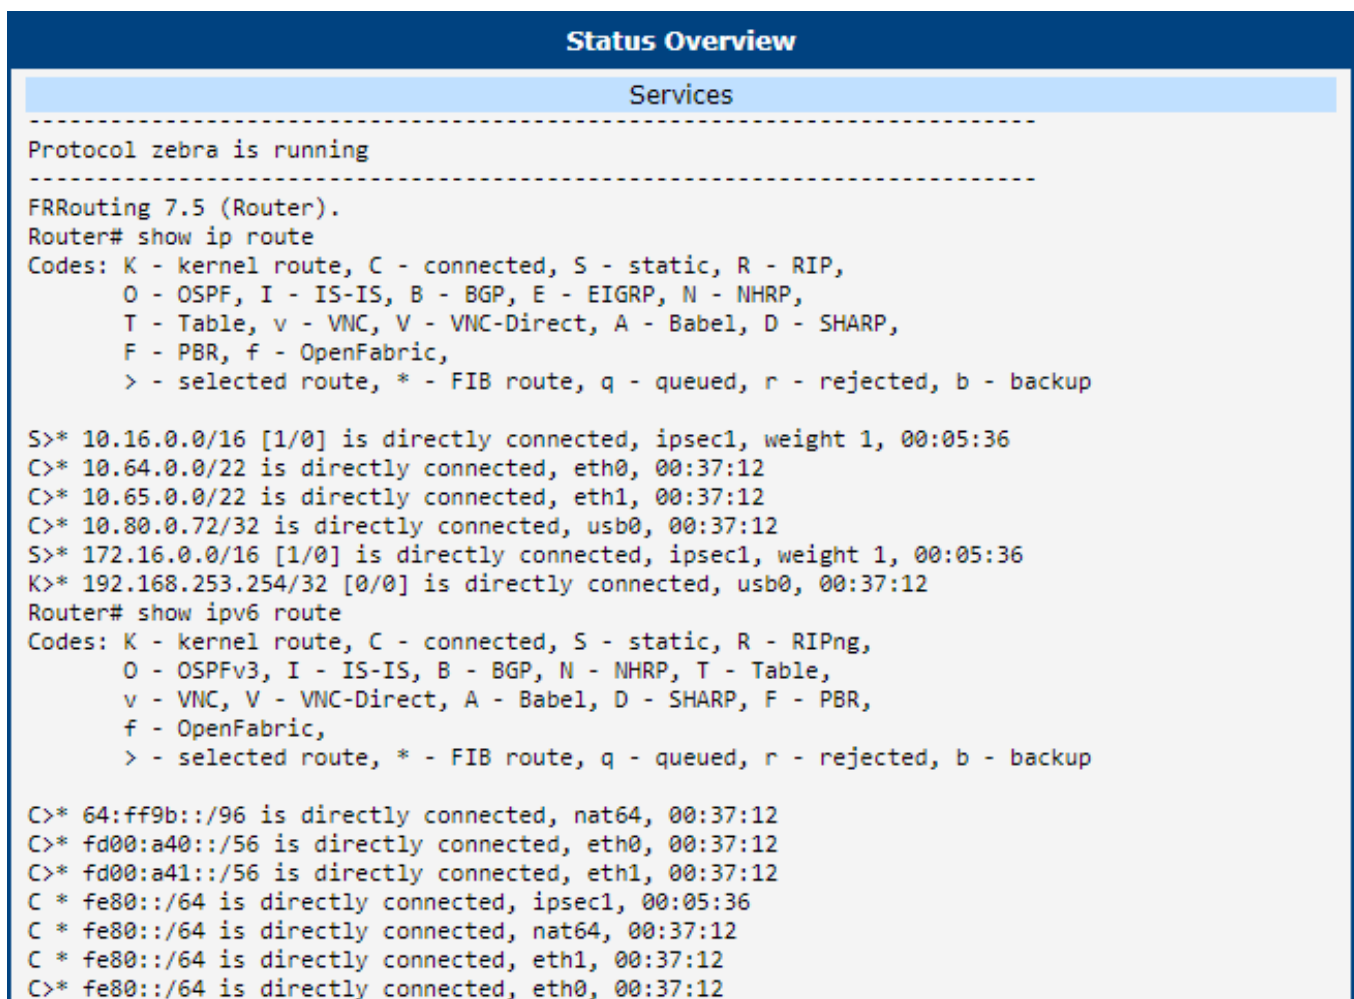 Status Overview
Services
--------------------------------------------------------------------------
Protocol zebra is running
--------------------------------------------------------------------------
FRRouting 7.5 (Router).
Router# show ip route
Codes: K - kernel route, C - connected, S - static, R - RIP,
       O - OSPF, I - IS-IS, B - BGP, E - EIGRP, N - NHRP,
       T - Table, v - VNC, V - VNC-Direct, A - Babel, D - SHARP,
       F - PBR, f - OpenFabric,
       > - selected route, * - FIB route, q - queued, r - rejected, b - backup

S>* 10.16.0.0/16 [1/0] is directly connected, ipsec1, weight 1, 00:05:36
C>* 10.64.0.0/22 is directly connected, eth0, 00:37:12
C>* 10.65.0.0/22 is directly connected, eth1, 00:37:12
C>* 10.80.0.72/32 is directly connected, usb0, 00:37:12
S>* 172.16.0.0/16 [1/0] is directly connected, ipsec1, weight 1, 00:05:36
K>* 192.168.253.254/32 [0/0] is directly connected, usb0, 00:37:12
Router# show ipv6 route
Codes: K - kernel route, C - connected, S - static, R - RIPng,
       O - OSPFv3, I - IS-IS, B - BGP, N - NHRP, T - Table,
       v - VNC, V - VNC-Direct, A - Babel, D - SHARP, F - PBR,
       f - OpenFabric,
       > - selected route, * - FIB route, q - queued, r - rejected, b - backup

C>* 64:ff9b::/96 is directly connected, nat64, 00:37:12
C>* fd00:a40::/56 is directly connected, eth0, 00:37:12
C>* fd00:a41::/56 is directly connected, eth1, 00:37:12
C * fe80::/64 is directly connected, ipsec1, 00:05:36
C * fe80::/64 is directly connected, nat64, 00:37:12
C * fe80::/64 is directly connected, eth1, 00:37:12
C>* fe80::/64 is directly connected, eth0, 00:37:12